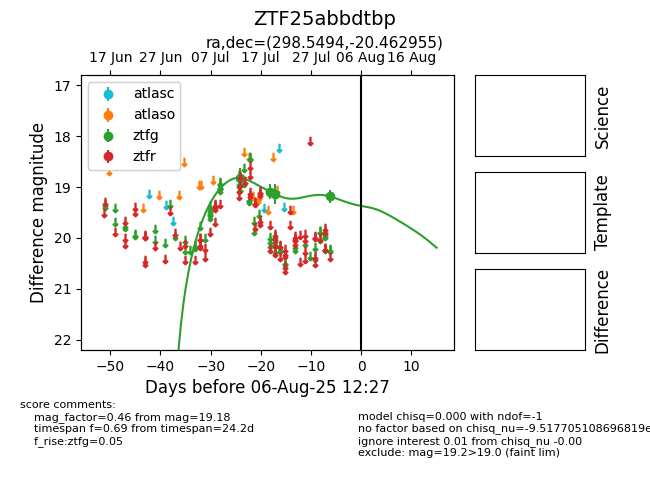 ZTF25abbdtbp
ra,dec=(298.5494,-20.462955)
17 Jun 27 Jun 07 Jul 17 Jul 27 Jul 06 Aug 16 Aug
atlasc
atlaso
ztfg
ztfr
17
18
19
20
21
22
Difference magnitude
−50 −40 −30 −20 −10 0 10
Days before 06-Aug-25 12:27
Science
Template
Difference
score comments:
mag_factor=0.46 from mag=19.18
timespan f=0.69 from timespan=24.2d
f_rise:ztfg=0.05
model chisq=0.000 with ndof=-1
no factor based on chisq_nu=-9.517705108696819e
ignore interest 0.01 from chisq_nu -0.00
exclude: mag=19.2>19.0 (faint lim)